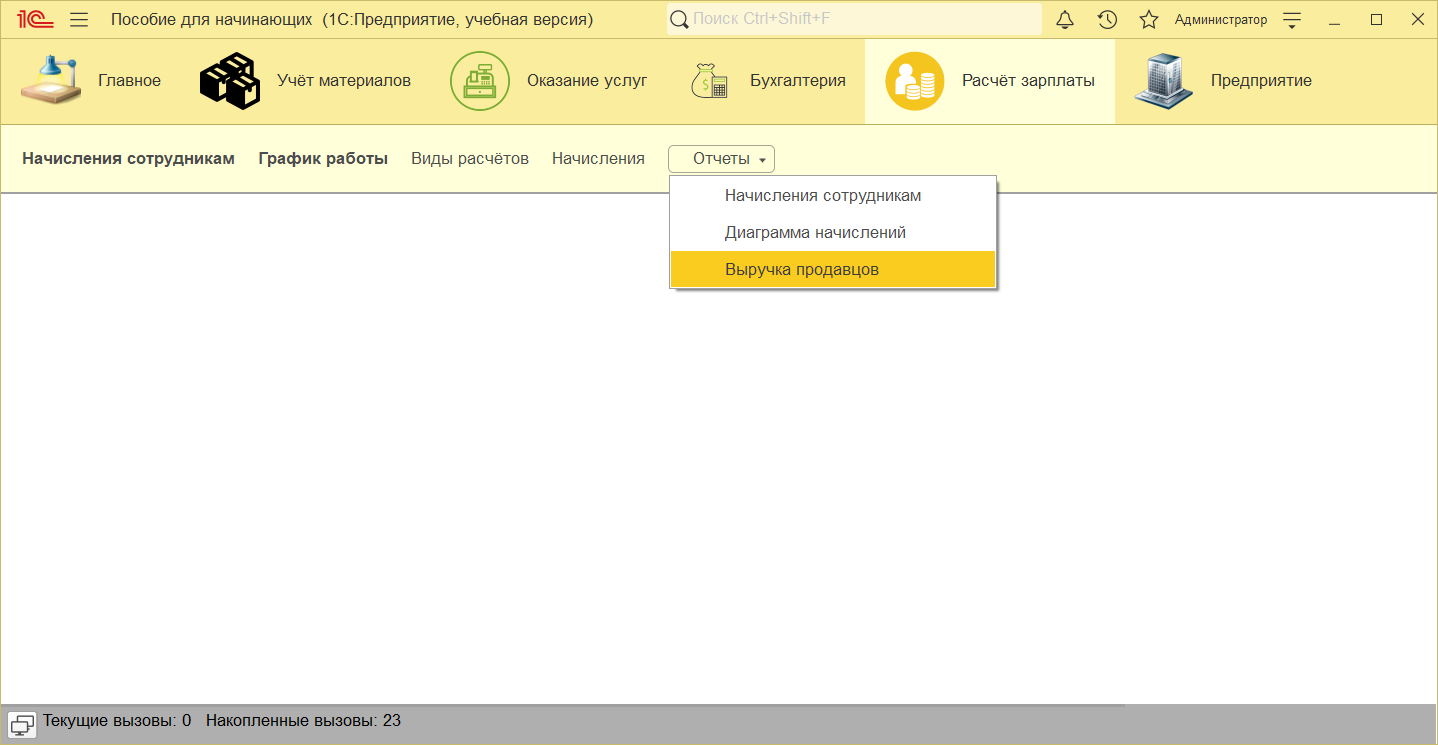 1С Пособие для начинающих (1С:Предприятие, учебная версия) Поиск Ctrl+Shift+F Администратор
Главное Учёт материалов Оказание услуг Бухгалтерия Расчёт зарплаты Предприятие
Начисления сотрудникам График работы Виды расчётов Начисления Отчеты
Начисления сотрудникам
Диаграмма начислений
Выручка продавцов
Текущие вызовы: 0 Накопленные вызовы: 23